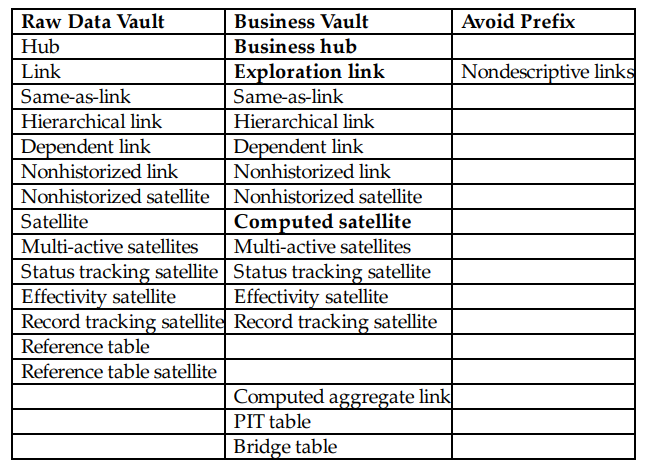 Raw Data Vault Business Vault Avoid Prefix
Hub Business hub
Link Exploration link Nondescriptive links
Same-as-link Same-as-link
Hierarchical link Hierarchical link
Dependent link Dependent link
Nonhistorized link Nonhistorized link
Nonhistorized satellite Nonhistorized satellite
Satellite Computed satellite
Multi-active satellites Multi-active satellites
Status tracking satellite Status tracking satellite
Effectivity satellite Effectivity satellite
Record tracking satellite Record tracking satellite
Reference table
Reference table satellite
Computed aggregate link
PIT table
Bridge table